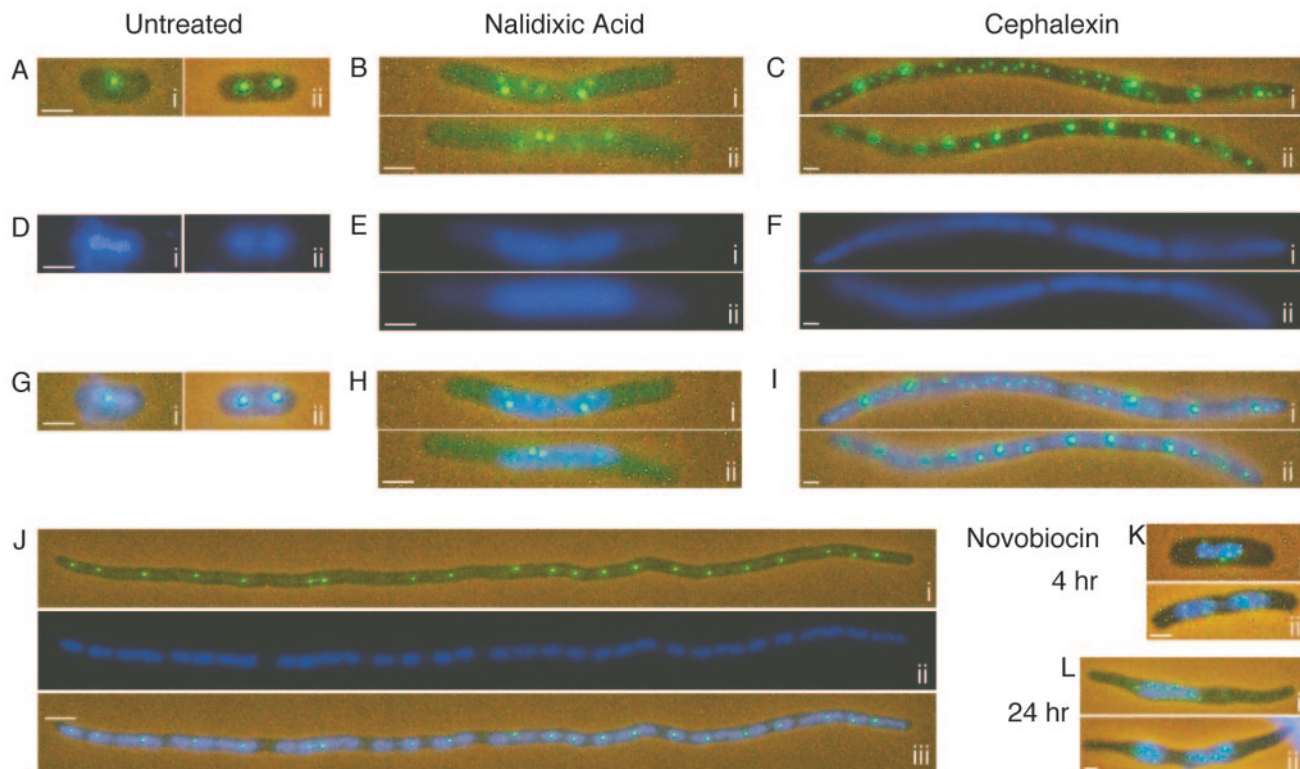 Untreated Nalidixic Acid Cephalexin
A i ii B i ii C i ii
D i ii E i ii F i ii
G i ii H i ii I i ii
J i ii iii
Novobiocin
4 hr
K ii
24 hr
L ii